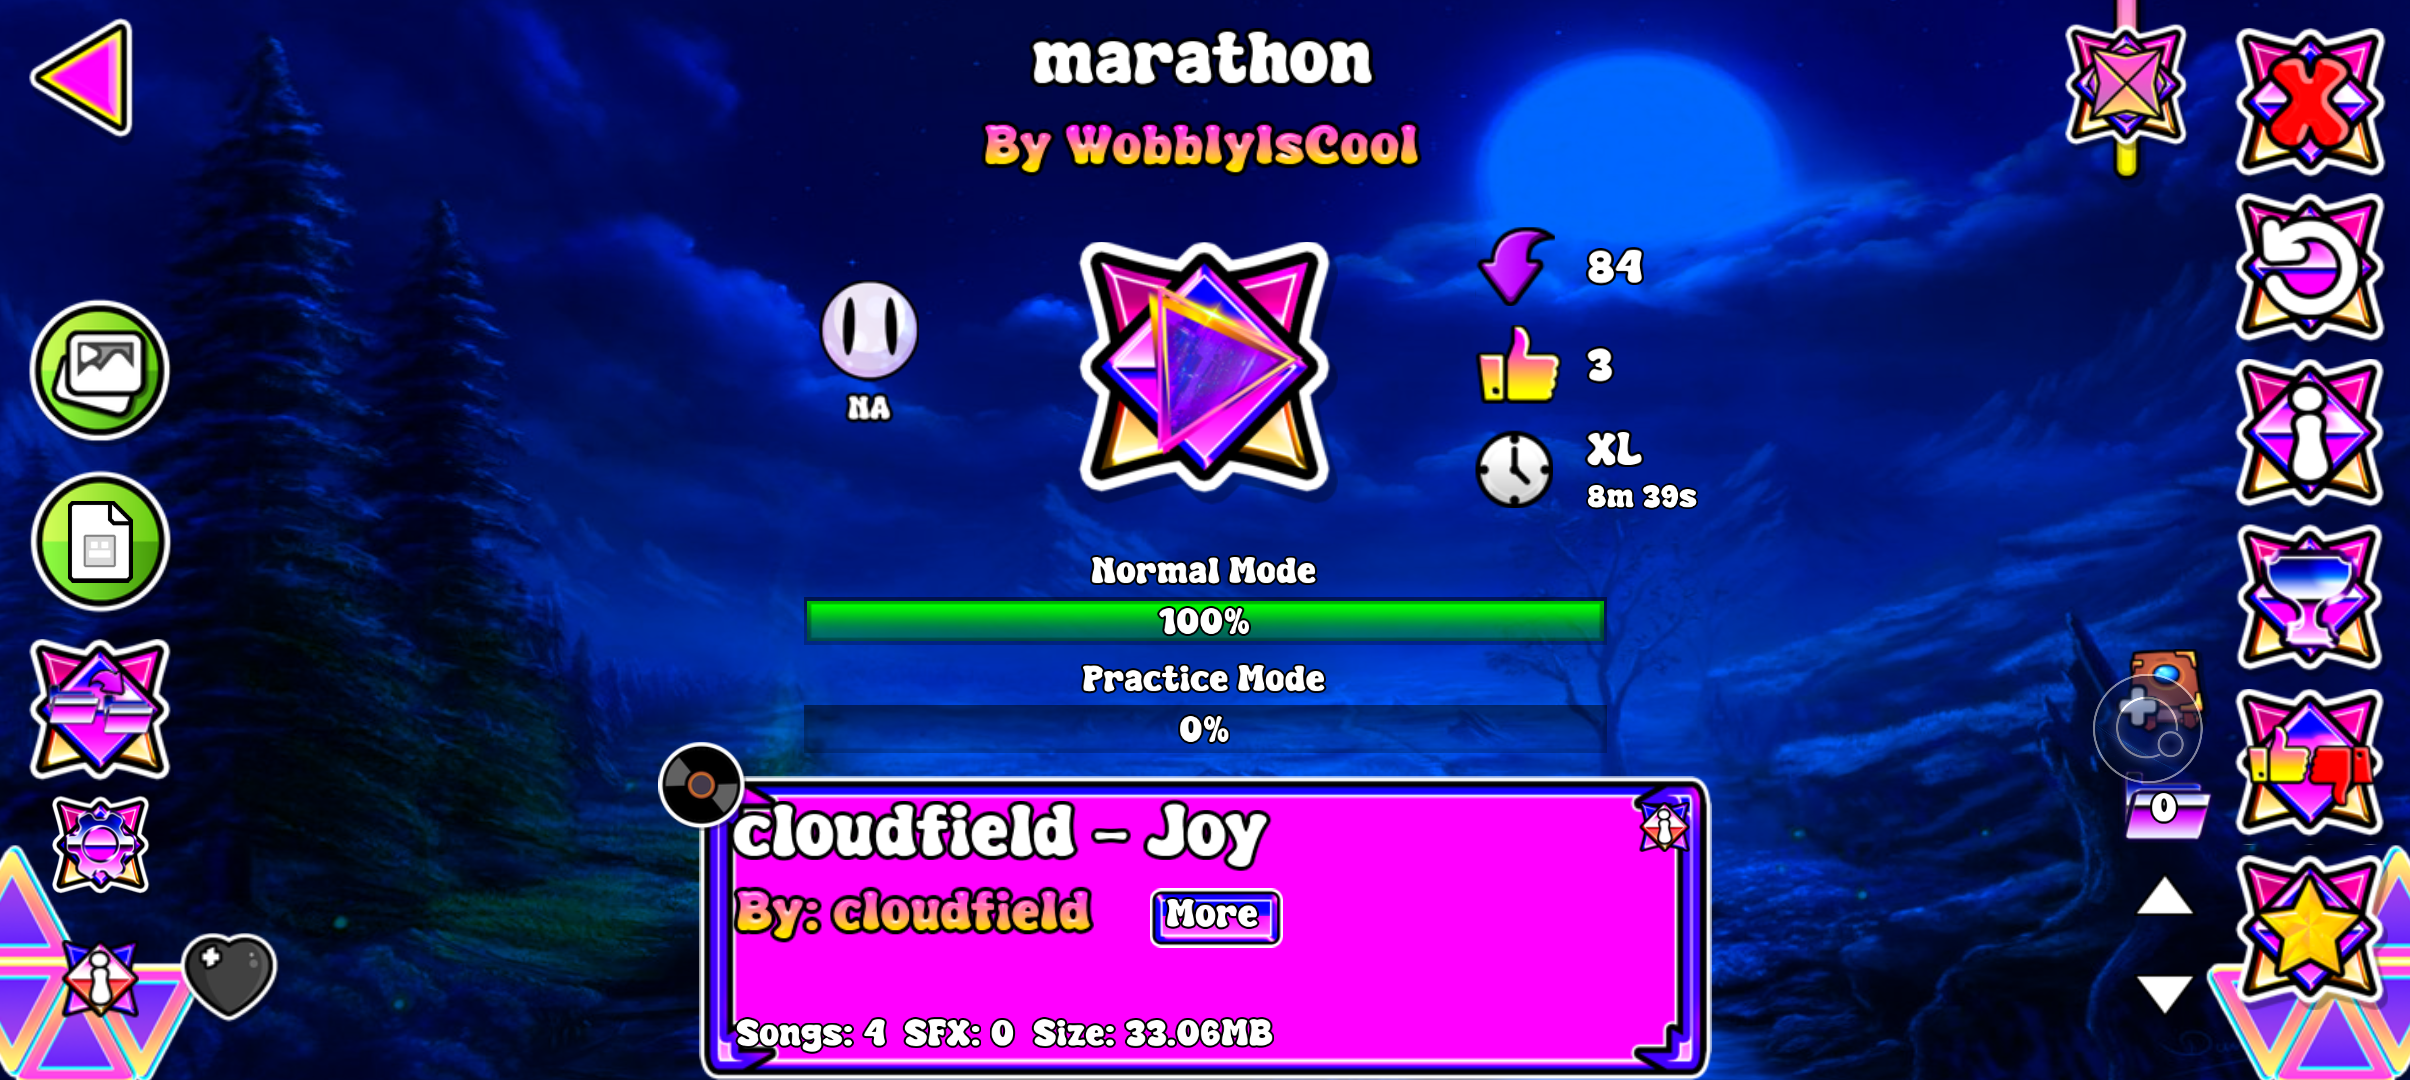 marathon
By WobblyIsCool
84
3
NA
XL
8m 39s
Normal Mode
100%
Practice Mode
0%
cloudfield - Joy
By: cloudfield
More
Songs: 4 SFX: 0 Size: 33.06MB
0